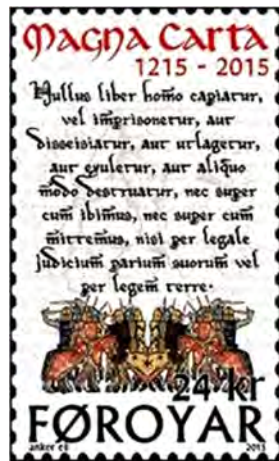 Magna Carta
1215 - 2015
Nullus liber homo capiatur,
vel imprisonetur, aut
disseisiatur, aut utlagetur,
aut exuletur, aut aliquo
modo destruatur, nec super
eum ibimus, nec super eum
mittemus, nisi per legale
judicium parium suorum vel
per legem terre.
24 kr
FØROYAR
anker eli
2015